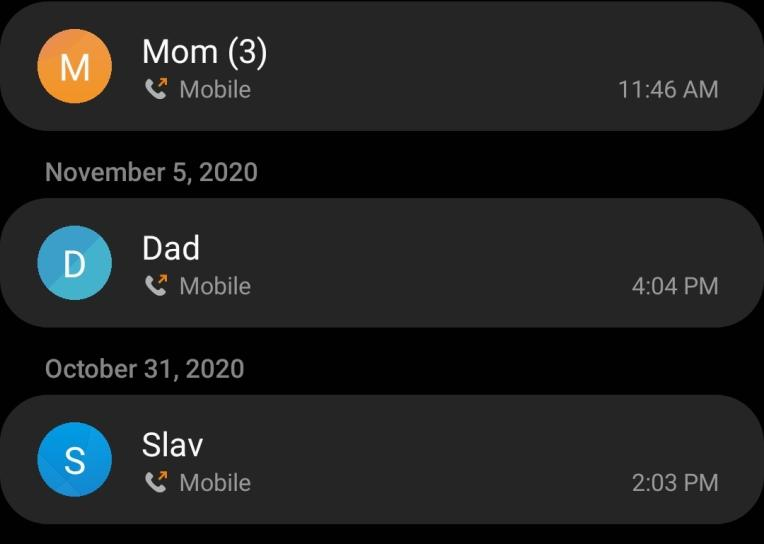 M
Mom (3)
Mobile
11:46 AM
November 5, 2020
D
Dad
Mobile
4:04 PM
October 31, 2020
S
Slav
Mobile
2:03 PM